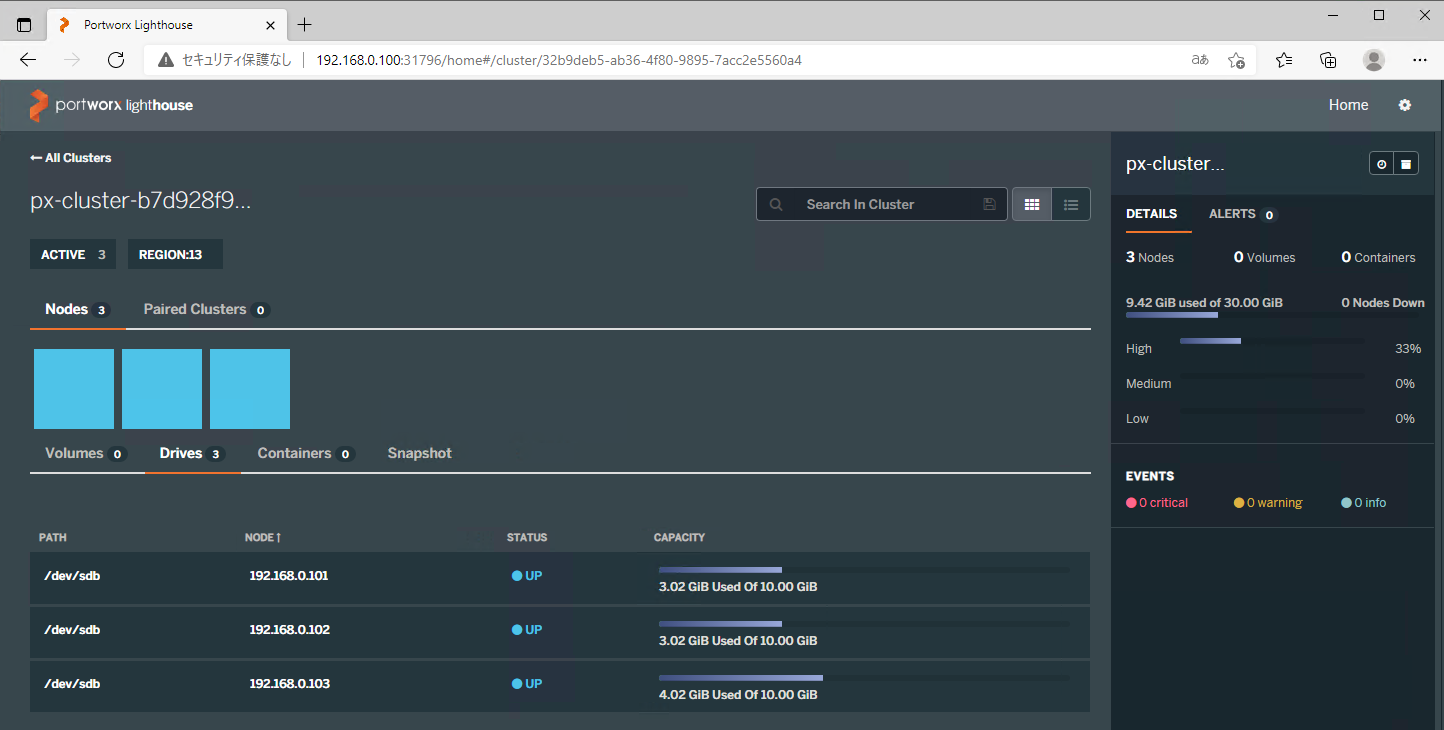 Portworx Lighthouse
セキュリティ保護なし 192.168.0.100:31796/home#/cluster/32b9deb5-ab36-4f80-9895-7acc2e5560a4 あぁ
portworx lighthouse Home
All Clusters
px-cluster-b7d928f9...
Search In Cluster
ACTIVE 3 REGION:13
Nodes 3 Paired Clusters 0
Volumes 0 Drives 3 Containers 0 Snapshot
PATH NODE↑ STATUS CAPACITY
/dev/sdb 192.168.0.101 UP 3.02 GiB Used Of 10.00 GiB
/dev/sdb 192.168.0.102 UP 3.02 GiB Used Of 10.00 GiB
/dev/sdb 192.168.0.103 UP 4.02 GiB Used Of 10.00 GiB
px-cluster...
DETAILS ALERTS 0
3 Nodes 0 Volumes 0 Containers
9.42 GiB used of 30.00 GiB 0 Nodes Down
High 33%
Medium 0%
Low 0%
EVENTS
0 critical 0 warning 0 info